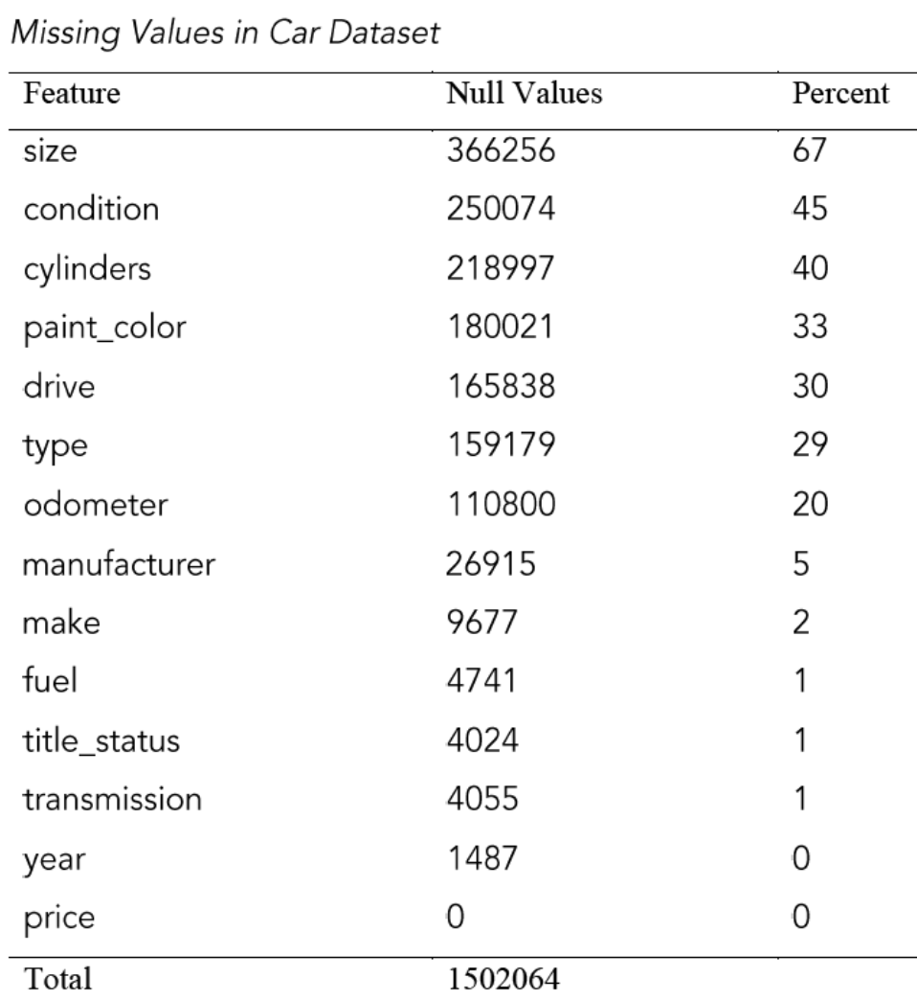 Missing Values in Car Dataset
Feature Null Values Percent
size 366256 67
condition 250074 45
cylinders 218997 40
paint_color 180021 33
drive 165838 30
type 159179 29
odometer 110800 20
manufacturer 26915 5
make 9677 2
fuel 4741 1
title_status 4024 1
transmission 4055 1
year 1487 0
price 0 0
Total 1502064